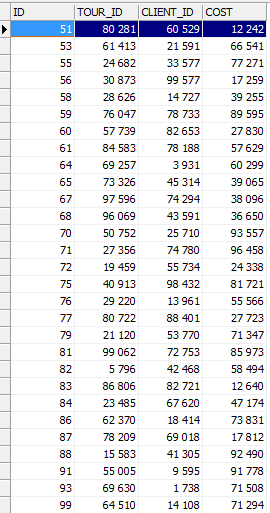 ID TOUR_ID CLIENT_ID COST
51 80 281 60 529 12 242
53 61 413 21 591 66 541
55 24 682 33 577 77 271
56 30 873 99 577 17 259
58 28 626 14 727 39 255
59 76 047 78 733 89 595
60 57 739 82 653 27 830
61 84 583 78 188 57 629
64 69 257 3 931 60 299
65 73 326 45 314 39 065
67 97 596 74 294 38 096
68 96 069 43 591 36 650
70 50 752 25 710 93 557
71 27 356 74 780 96 458
72 19 459 55 734 24 338
75 40 913 98 432 81 721
76 29 220 13 961 55 566
77 80 722 88 401 27 723
79 21 120 53 770 71 347
81 99 062 72 753 85 973
82 5 796 42 468 58 494
83 86 806 82 721 12 640
84 23 485 67 620 47 174
86 62 370 18 414 73 831
87 78 209 69 018 17 812
88 15 583 41 305 92 490
91 55 005 9 595 91 778
93 69 630 1 738 71 508
99 64 510 14 108 71 294